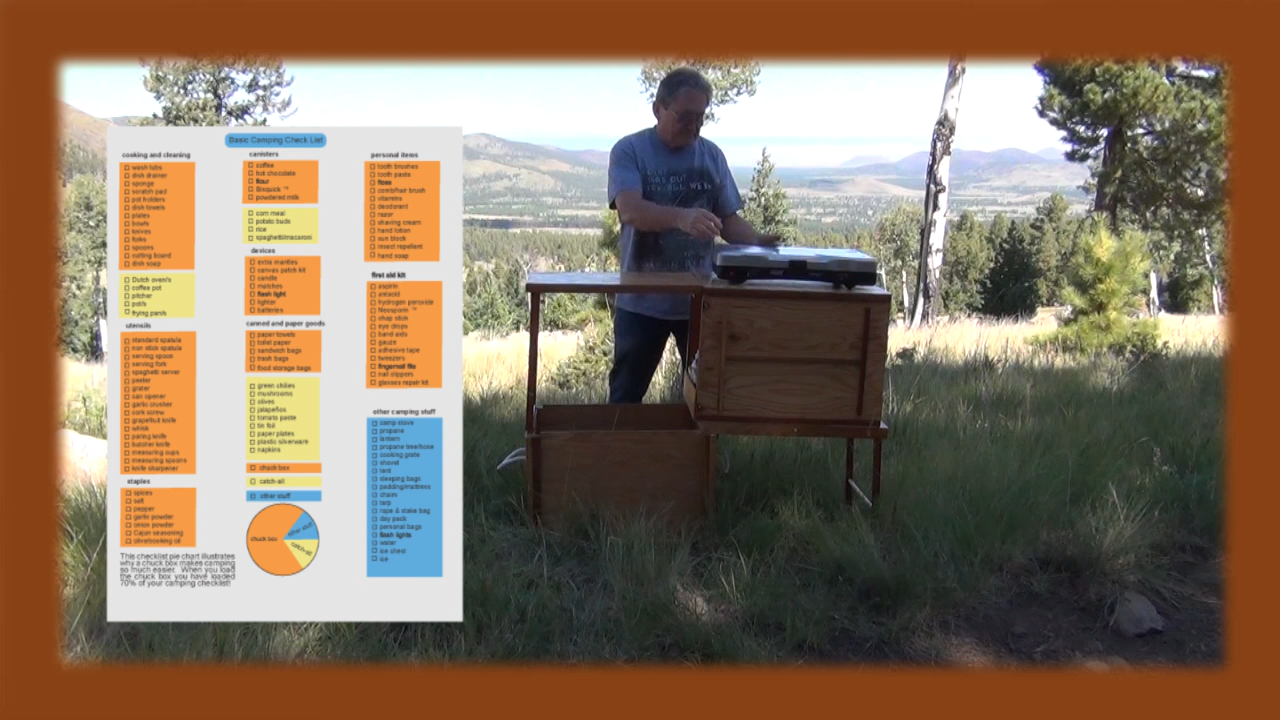 Basic Camping Check List
cooking and cleaning
wash tubs
dish drainer
sponge
scratch pad
pot holders
dish towels
plates
bowls
knives
forks
spoons
cutting board
dish soap
Dutch oven/s
coffee pot
pitcher
pot/s
frying pan/s
utensils
standard spatula
non stick spatula
serving spoon
serving fork
spaghetti server
peeler
grater
can opener
garlic crusher
cork screw
grapefruit knife
whisk
paring knife
butcher knife
measuring cups
measuring spoons
knife sharpener
staples
spices
salt
pepper
garlic powder
onion powder
Cajun seasoning
olive/cooking oil
This checklist pie chart illustrates
why a chuck box makes camping
so much easier. When you load
the chuck box you have loaded
70% of your camping checklist!
canisters
coffee
hot chocolate
flour
Bisquick ™
powdered milk
corn meal
potato buds
rice
spaghetti/macaroni
devices
extra mantles
canvas patch kit
candle
matches
flash light
lighter
batteries
canned and paper goods
paper towels
toilet paper
sandwich bags
trash bags
food storage bags
green chilies
mushrooms
olives
jalapeños
tomato paste
tin foil
paper plates
plastic silverware
napkins
chuck box
catch-all
other stuff
chuck box
other stuff
catch-all
personal items
tooth brushes
tooth paste
floss
comb/hair brush
vitamins
deodorant
razor
shaving cream
hand lotion
sun block
insect repellent
hand soap
first aid kit
aspirin
antacid
hydrogen peroxide
Neosporin ™
chap stick
eye drops
band aids
gauze
adhesive tape
tweezers
fingernail file
nail clippers
glasses repair kit
other camping stuff
camp stove
propane
lantern
propane tree/hose
cooking grate
shovel
tent
sleeping bags
padding/mattress
chairs
tarp
rope & stake bag
day pack
personal bags
flash lights
water
ice chest
ice